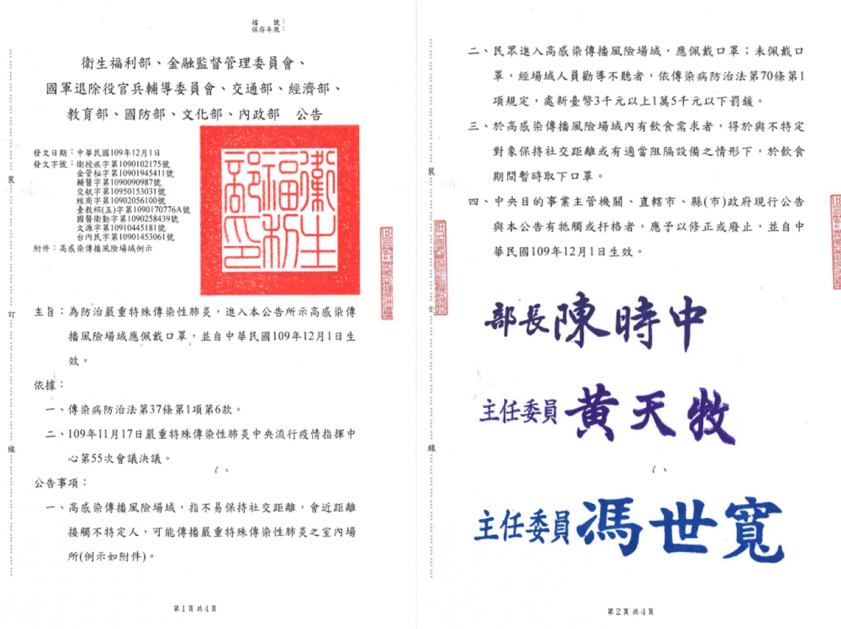 檔　　號：
保存年限：
衛生福利部、金融監督管理委員會、
國軍退除役官兵輔導委員會、交通部、經濟部、
教育部、國防部、文化部、內政部　公告
發文日期：中華民國109年12月1日
發文字號：衛授疾字第1090102175號
金管秘字第10901945411號
輔醫字第1090090987號
交航字第10950153031號
經商字第10902056100號
臺教綜(五)字第1090170776A號
國醫衛勤字第1090258439號
文源字第10910445181號
台內民字第10901453061號
附件：高感染傳播風險場域例示
衛生
福利
部印
裝
訂
線
主旨：為防治嚴重特殊傳染性肺炎，進入本公告所示高感染傳
播風險場域應佩戴口罩，並自中華民國109年12月1日生
效。
依據：
一、傳染病防治法第37條第1項第6款。
二、109年11月17日嚴重特殊傳染性肺炎中央流行疫情指揮中
心第55次會議決議。
公告事項：
一、高感染傳播風險場域，指不易保持社交距離，會近距離
接觸不特定人，可能傳播嚴重特殊傳染性肺炎之室內場
所(例示如附件)。
第1頁 共4頁
裝
訂
線
二、民眾進入高感染傳播風險場域，應佩戴口罩；未佩戴口
罩，經場域人員勸導不聽者，依傳染病防治法第70條第1
項規定，處新臺幣3千元以上1萬5千元以下罰鍰。
三、於高感染傳播風險場域內有飲食需求者，得於與不特定
對象保持社交距離或有適當阻隔設備之情形下，於飲食
期間暫時取下口罩。
四、中央目的事業主管機關、直轄市、縣(市)政府現行公告
與本公告有牴觸或扞格者，應予以修正或廢止，並自中
華民國109年12月1日生效。
部長陳時中
主任委員黃天牧
主任委員馮世寬
第2頁 共4頁